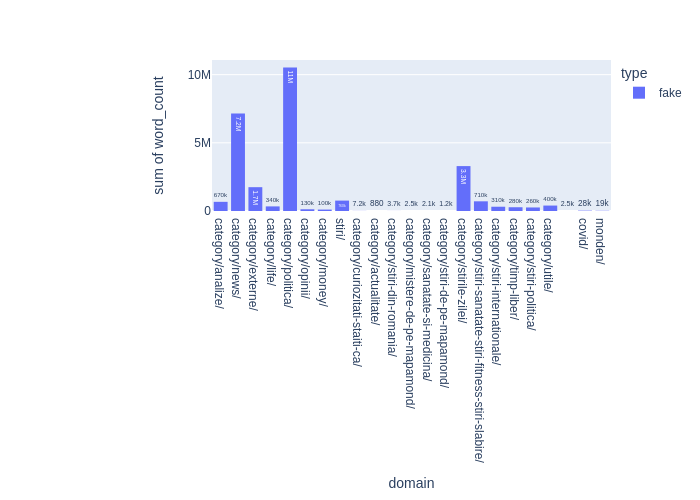 type
fake
sum of word_count
10M
5M
0
670k
7.2M
1.7M
340k
11M
130k
100k
7.2k
880
3.7k
2.5k
2.1k
1.2k
3.3M
710k
310k
280k
260k
400k
2.5k
28k
19k
category/analize/
category/news/
category/externe/
category/life/
category/politica/
category/opinii/
category/money/
stiri/
category/curiozitati-staiti-ca/
category/actualitate/
category/stiri-din-romania/
category/mistere-de-pe-mapamond/
category/sanatate-si-medicina/
category/stiri-de-pe-mapamond/
category/stirile-zilei/
category/stiri-sanatate-stiri-fitness-stiri-slabire/
category/stiri-internationale/
category/timp-liber/
category/stiri-politica/
category/utile/
covid/
monden/
domain